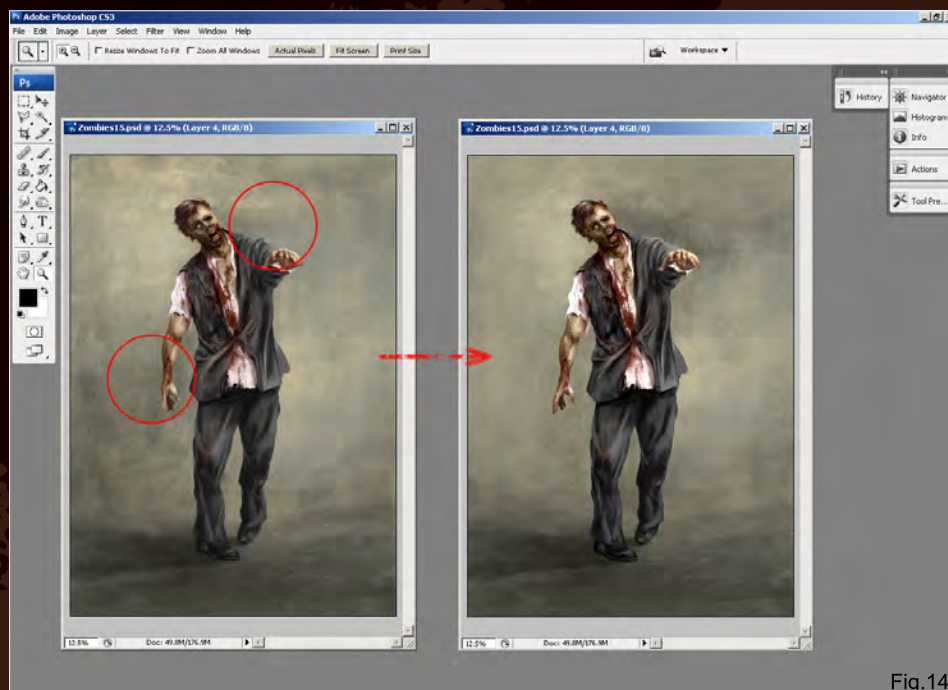 Adobe Photoshop CS3
File Edit Image Layer Select Filter View Window Help
Resize Windows To Fit Zoom All Windows Actual Pixels Fit Screen Print Size Workspace
Ps
History
Navigator
Histogram
Info
Actions
Tool Pre...
Zombies15.psd @ 12.5% (Layer 4, RGB/8)
12.5% Doc: 49.8M/176.9M
Zombies15.psd @ 12.5% (Layer 4, RGB/8)
12.5% Doc: 49.8M/176.9M
Fig.14